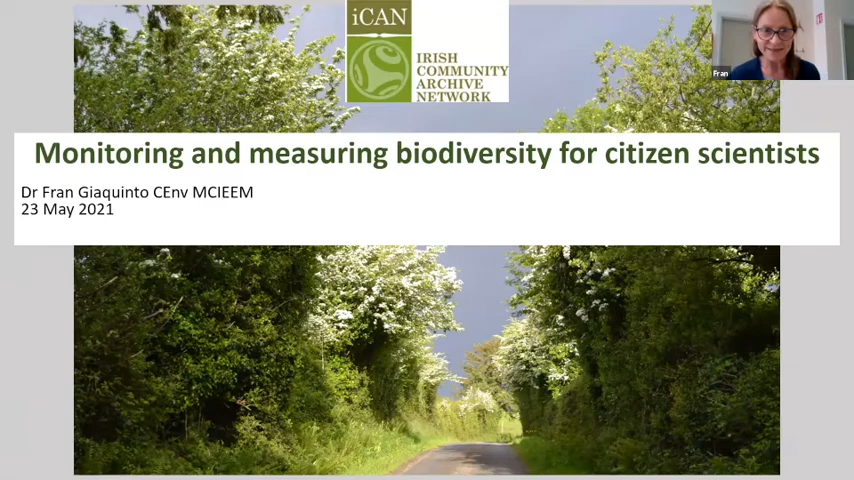 iCAN
IRISH
COMMUNITY
ARCHIVE
NETWORK
Fran
Monitoring and measuring biodiversity for citizen scientists
Dr Fran Giaquinto CEnv MCIEEM
23 May 2021